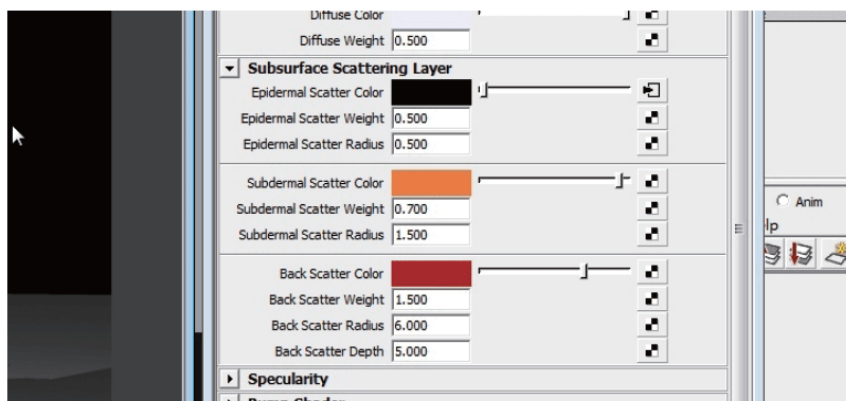 Diffuse Color
Diffuse Weight 0.500
Subsurface Scattering Layer
Epidermal Scatter Color
Epidermal Scatter Weight 0.500
Epidermal Scatter Radius 0.500
Subdermal Scatter Color
Subdermal Scatter Weight 0.700
Subdermal Scatter Radius 1.500
Anim
Back Scatter Color
Back Scatter Weight 1.500
Back Scatter Radius 6.000
Back Scatter Depth 5.000
Specularity